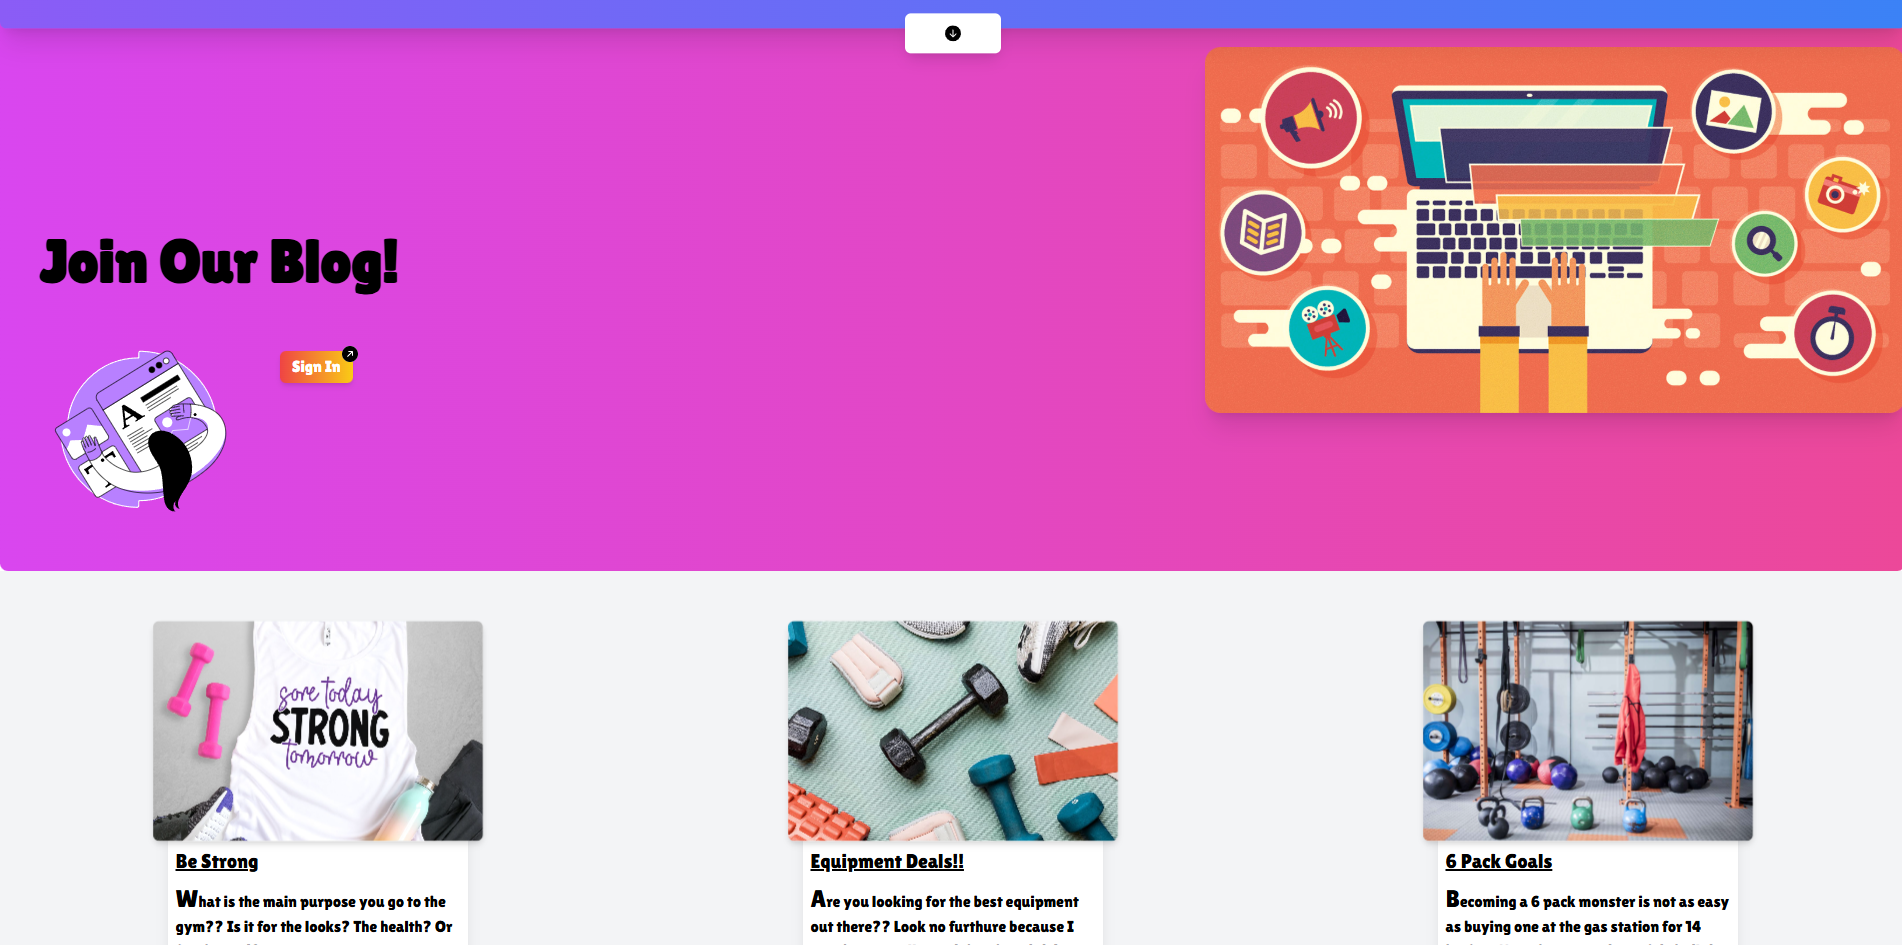 Join Our Blog!
Sign In
A
sore today
STRONG
tomorrow
Be Strong
What is the main purpose you go to the
gym?? Is it for the looks? The health? Or
Equipment Deals!!
Are you looking for the best equipment
out there?? Look no furthure because I
6 Pack Goals
Becoming a 6 pack monster is not as easy
as buying one at the gas station for 14